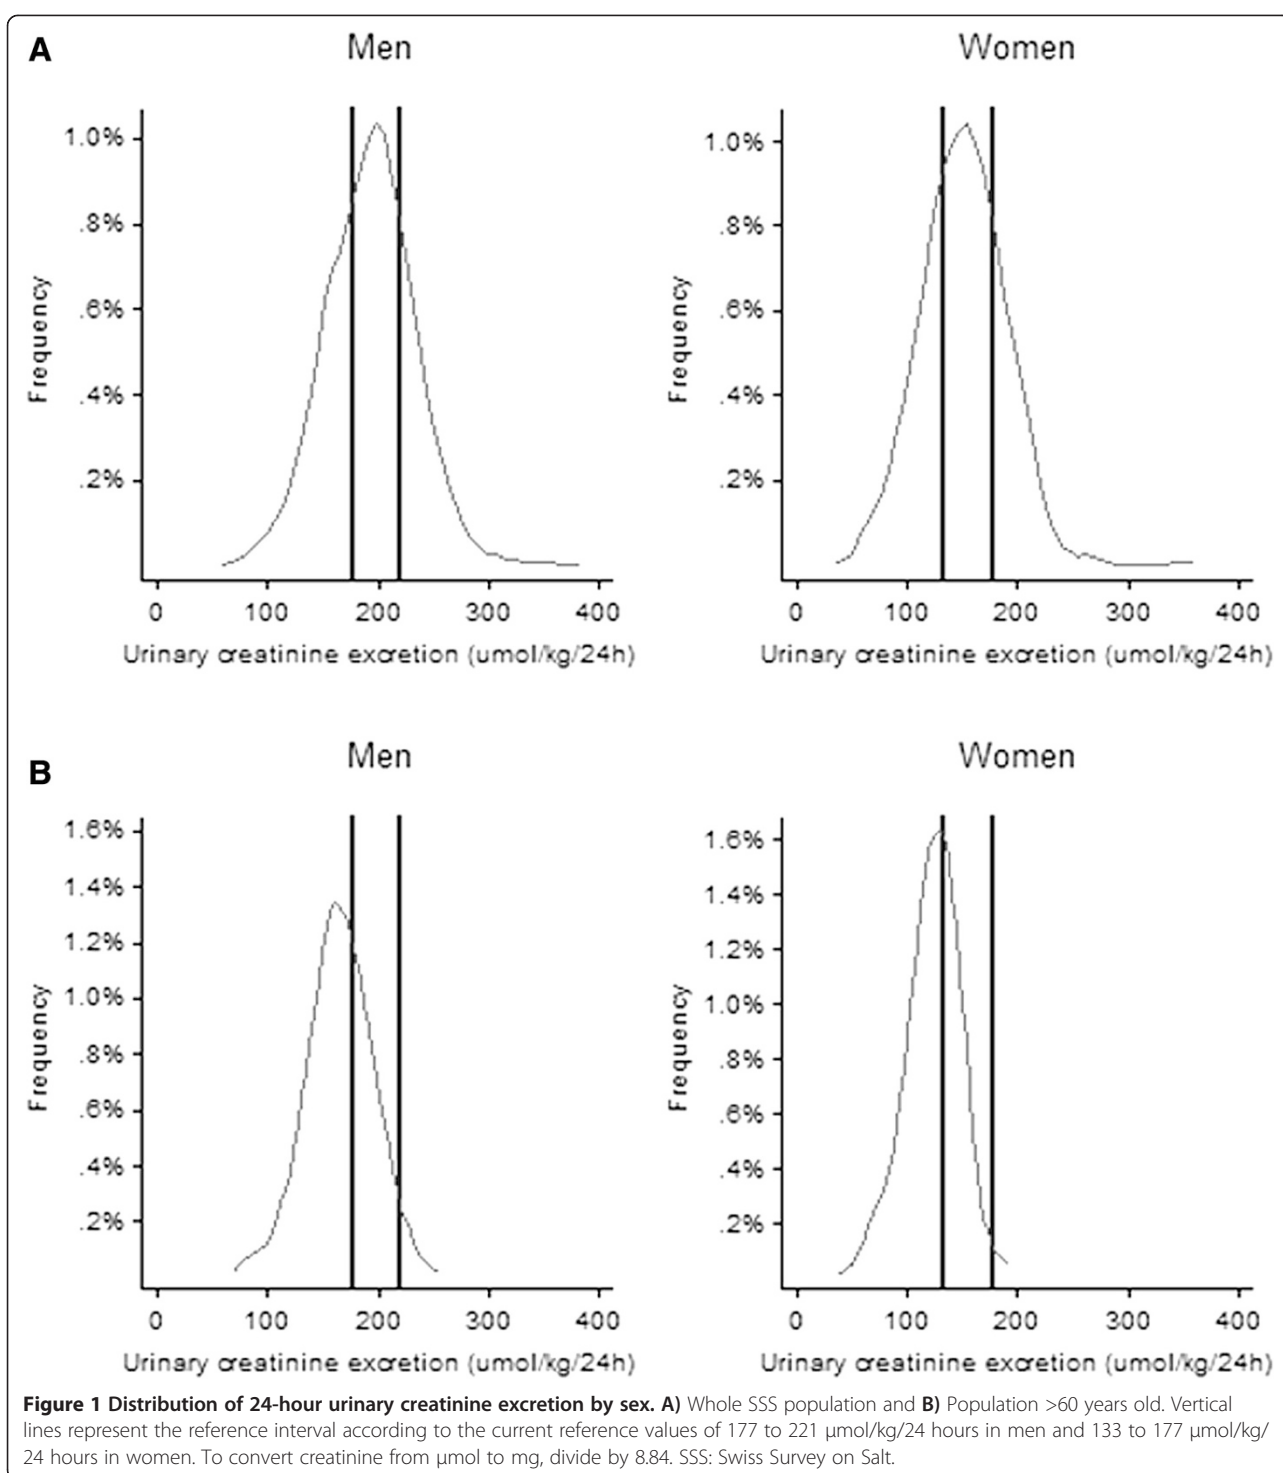 A
Men
Women
1.0%
.8%
.6%
.4%
.2%
Frequency
0 100 200 300 400
Urinary creatinine excretion (umol/kg/24h)
1.0%
.8%
.6%
.4%
.2%
Frequency
0 100 200 300 400
Urinary creatinine excretion (umol/kg/24h)
B
Men
Women
1.6%
1.4%
1.2%
1.0%
.8%
.6%
.4%
.2%
Frequency
0 100 200 300 400
Urinary creatinine excretion (umol/kg/24h)
1.6%
1.4%
1.2%
1.0%
.8%
.6%
.4%
.2%
Frequency
0 100 200 300 400
Urinary creatinine excretion (umol/kg/24h)
Figure 1 Distribution of 24-hour urinary creatinine excretion by sex. A) Whole SSS population and B) Population >60 years old. Vertical
lines represent the reference interval according to the current reference values of 177 to 221 μmol/kg/24 hours in men and 133 to 177 μmol/kg/
24 hours in women. To convert creatinine from μmol to mg, divide by 8.84. SSS: Swiss Survey on Salt.